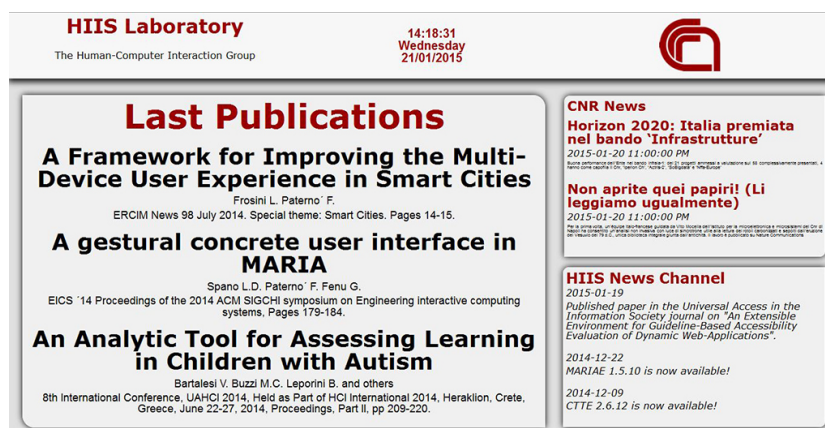 HIIS Laboratory
The Human-Computer Interaction Group
14:18:31
Wednesday
21/01/2015
Last Publications
A Framework for Improving the Multi-
Device User Experience in Smart Cities
Frosini L. Paterno´ F.
ERCIM News 98 July 2014. Special theme: Smart Cities. Pages 14-15.
A gestural concrete user interface in
MARIA
Spano L.D. Paterno´ F. Fenu G.
EICS ´14 Proceedings of the 2014 ACM SIGCHI symposium on Engineering interactive computing
systems, Pages 179-184.
An Analytic Tool for Assessing Learning
in Children with Autism
Bartalesi V. Buzzi M.C. Leporini B. and others
8th International Conference, UAHCI 2014, Held as Part of HCI International 2014, Heraklion, Crete,
Greece, June 22-27, 2014, Proceedings, Part II, pp 209-220.
CNR News
Horizon 2020: Italia premiata
nel bando ‘Infrastrutture’
2015-01-20 11:00:00 PM
Non aprite quei papiri! (Li
leggiamo ugualmente)
2015-01-20 11:00:00 PM
HIIS News Channel
2015-01-19
Published paper in the Universal Access in the
Information Society journal on "An Extensible
Environment for Guideline-Based Accessibility
Evaluation of Dynamic Web-Applications".
2014-12-22
MARIAE 1.5.10 is now available!
2014-12-09
CTTE 2.6.12 is now available!